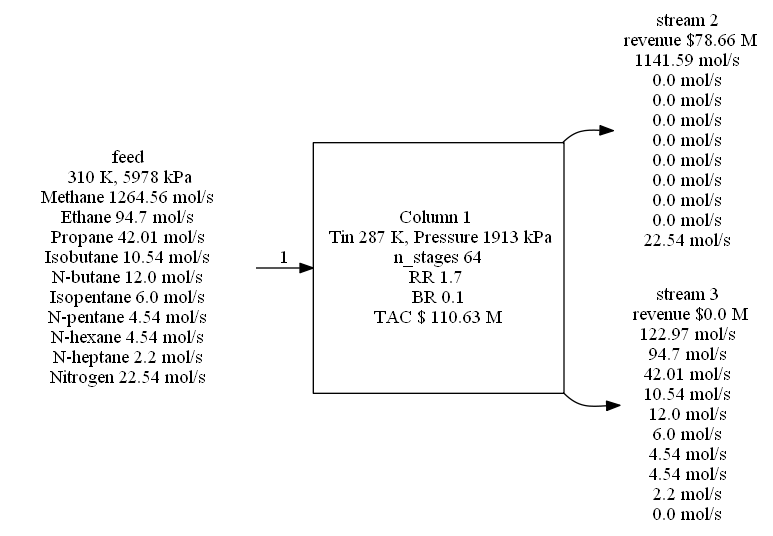 feed
310 K, 5978 kPa
Methane 1264.56 mol/s
Ethane 94.7 mol/s
Propane 42.01 mol/s
Isobutane 10.54 mol/s
N-butane 12.0 mol/s
Isopentane 6.0 mol/s
N-pentane 4.54 mol/s
N-hexane 4.54 mol/s
N-heptane 2.2 mol/s
Nitrogen 22.54 mol/s
1
Column 1
Tin 287 K, Pressure 1913 kPa
n_stages 64
RR 1.7
BR 0.1
TAC $ 110.63 M
stream 2
revenue $78.66 M
1141.59 mol/s
0.0 mol/s
0.0 mol/s
0.0 mol/s
0.0 mol/s
0.0 mol/s
0.0 mol/s
0.0 mol/s
0.0 mol/s
22.54 mol/s
stream 3
revenue $0.0 M
122.97 mol/s
94.7 mol/s
42.01 mol/s
10.54 mol/s
12.0 mol/s
6.0 mol/s
4.54 mol/s
4.54 mol/s
2.2 mol/s
0.0 mol/s